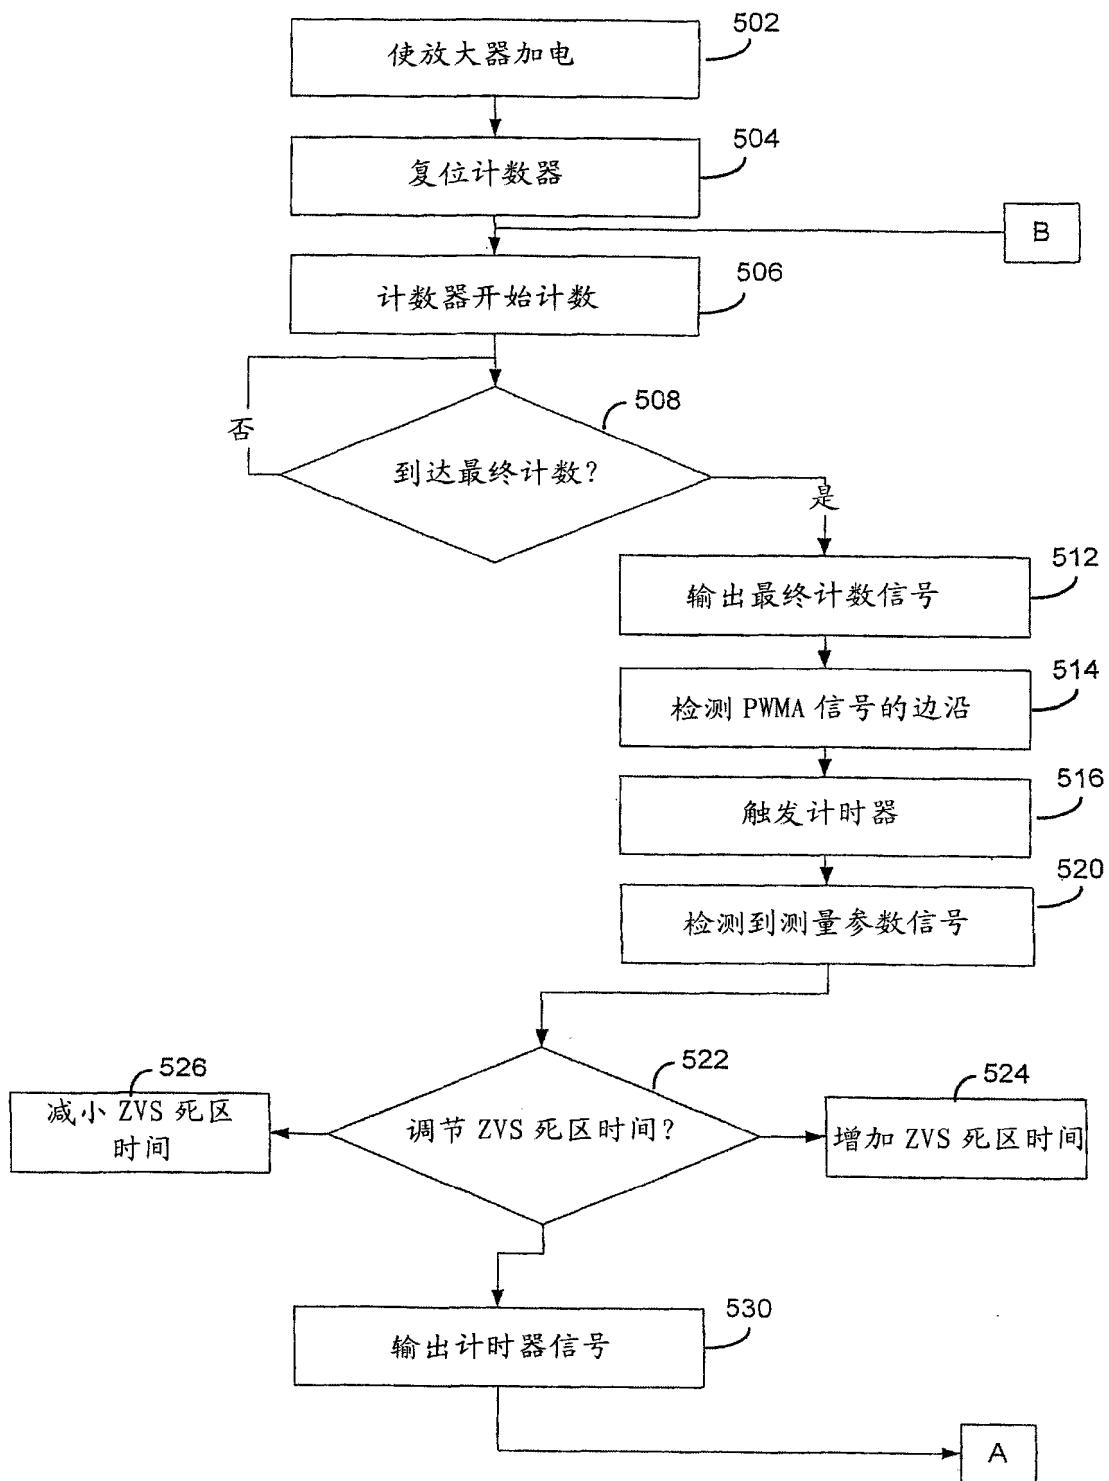 使放大器加电
502
复位计数器
504
B
计数器开始计数
506
到达最终计数?
508
否
是
输出最终计数信号
512
检测 PWMA 信号的边沿
514
触发计时器
516
检测到测量参数信号
520
调节 ZVS 死区时间?
522
减小 ZVS 死区
时间
526
增加 ZVS 死区时间
524
输出计时器信号
530
A